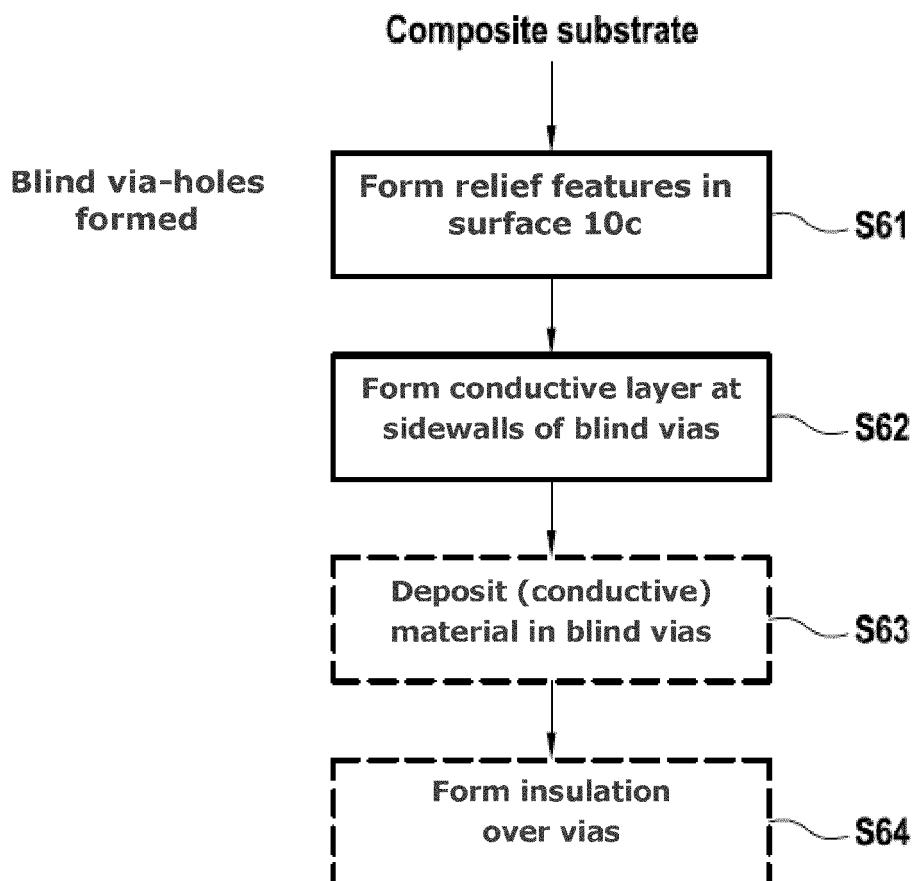 Composite substrate
Blind via-holes
formed
Form relief features in
surface 10c
S61
Form conductive layer at
sidewalls of blind vias
S62
Deposit (conductive)
material in blind vias
S63
Form insulation
over vias
S64